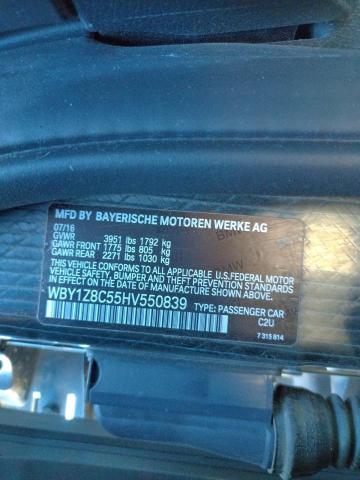 MFD BY BAYERISCHE MOTOREN WERKE AG
07/16
GVWR 3951 lbs 1792 kg
GAWR FRONT 1775 lbs 805 kg
GAWR REAR 2271 lbs 1030 kg
THIS VEHICLE CONFORMS TO ALL APPLICABLE U.S. FEDERAL MOTOR
VEHICLE SAFETY, BUMPER, AND THEFT PREVENTION STANDARDS
IN EFFECT ON THE DATE OF MANUFACTURE SHOWN ABOVE.
WBY1Z8C55HV550839 TYPE: PASSENGER CAR
C2U
7 315 814